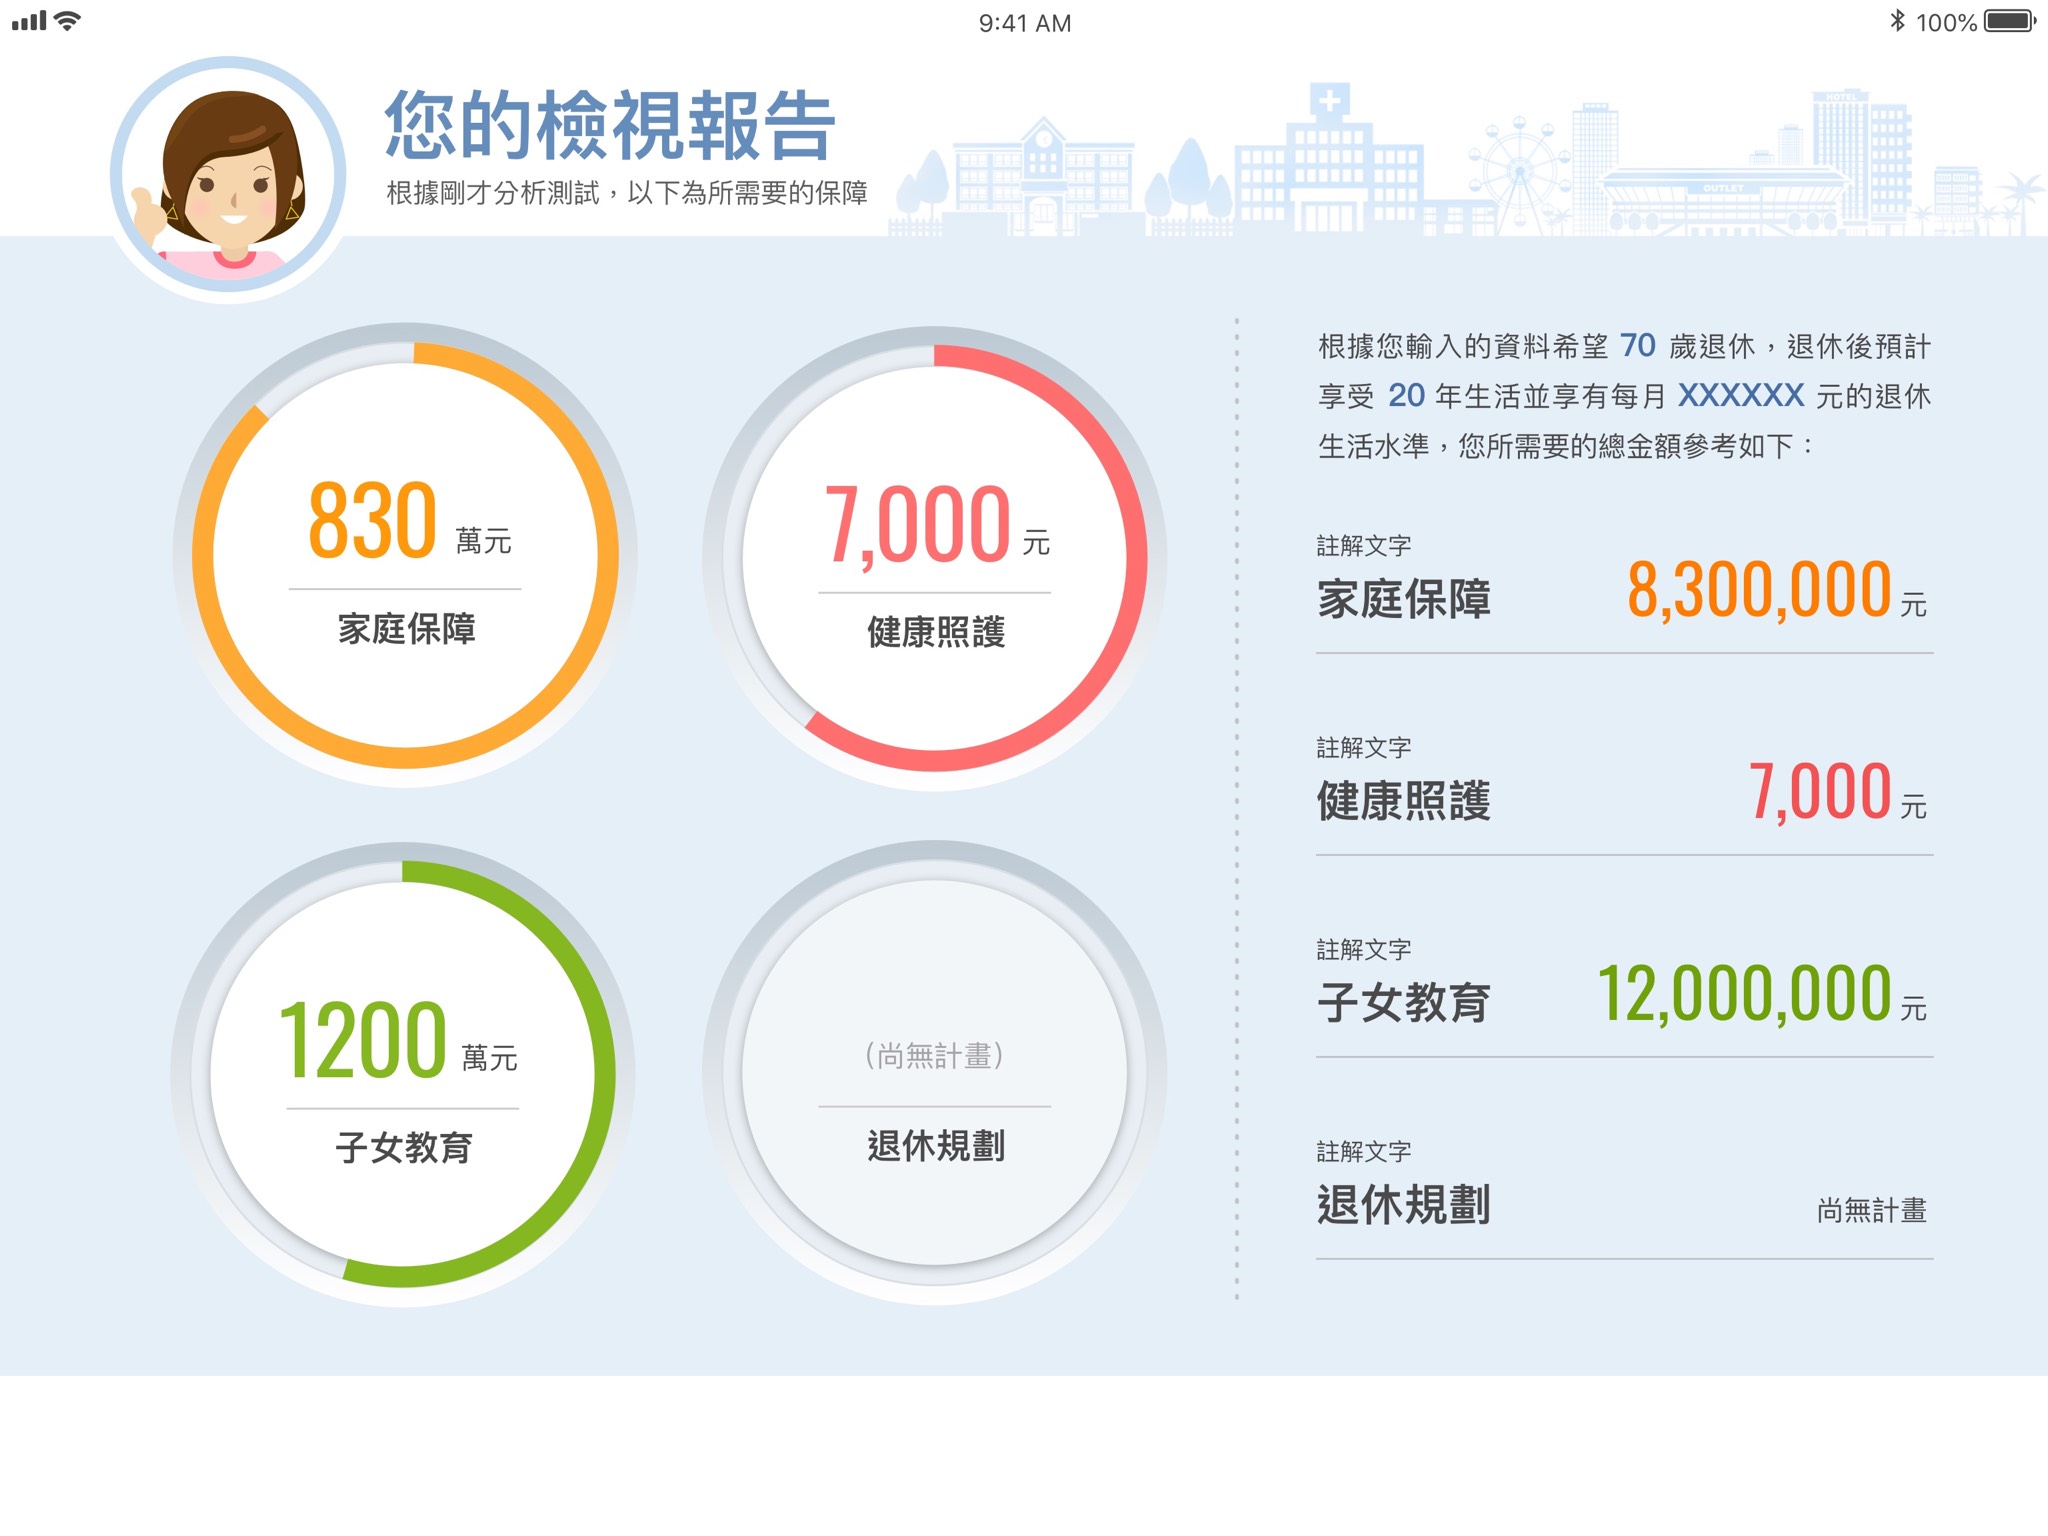 9:41 AM
100%
您的檢視報告
根據剛才分析測試，以下為所需要的保障
HOTEL
OUTLET
830 萬元
家庭保障
7,000 元
健康照護
1200 萬元
子女教育
(尚無計畫)
退休規劃
根據您輸入的資料希望 70 歲退休，退休後預計
享受 20 年生活並享有每月 XXXXXX 元的退休
生活水準，您所需要的總金額參考如下：
註解文字
家庭保障 8,300,000 元
註解文字
健康照護 7,000 元
註解文字
子女教育 12,000,000 元
註解文字
退休規劃 尚無計畫